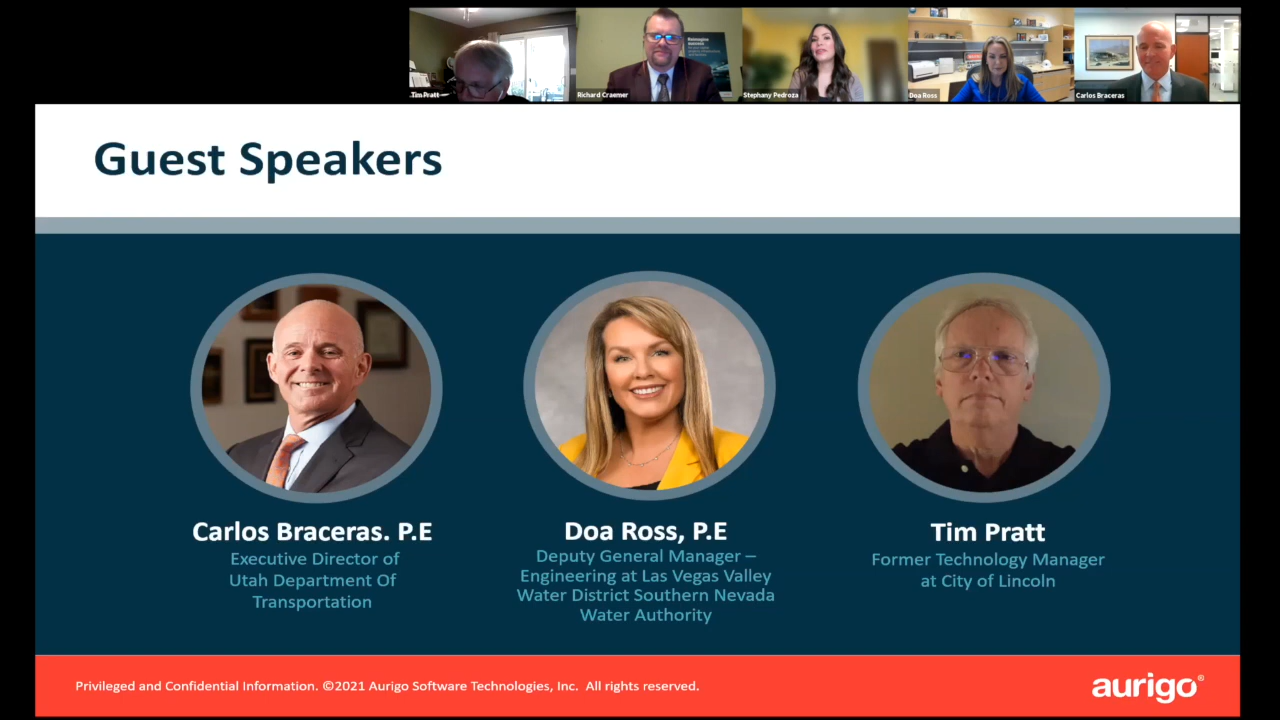 Tim Pratt
Richard Craemer
Stephany Pedroza
Doa Ross
Carlos Braceras
Guest Speakers
Carlos Braceras. P.E
Executive Director of
Utah Department Of
Transportation
Doa Ross, P.E
Deputy General Manager –
Engineering at Las Vegas Valley
Water District Southern Nevada
Water Authority
Tim Pratt
Former Technology Manager
at City of Lincoln
Privileged and Confidential Information. ©2021 Aurigo Software Technologies, Inc. All rights reserved.
aurigo®